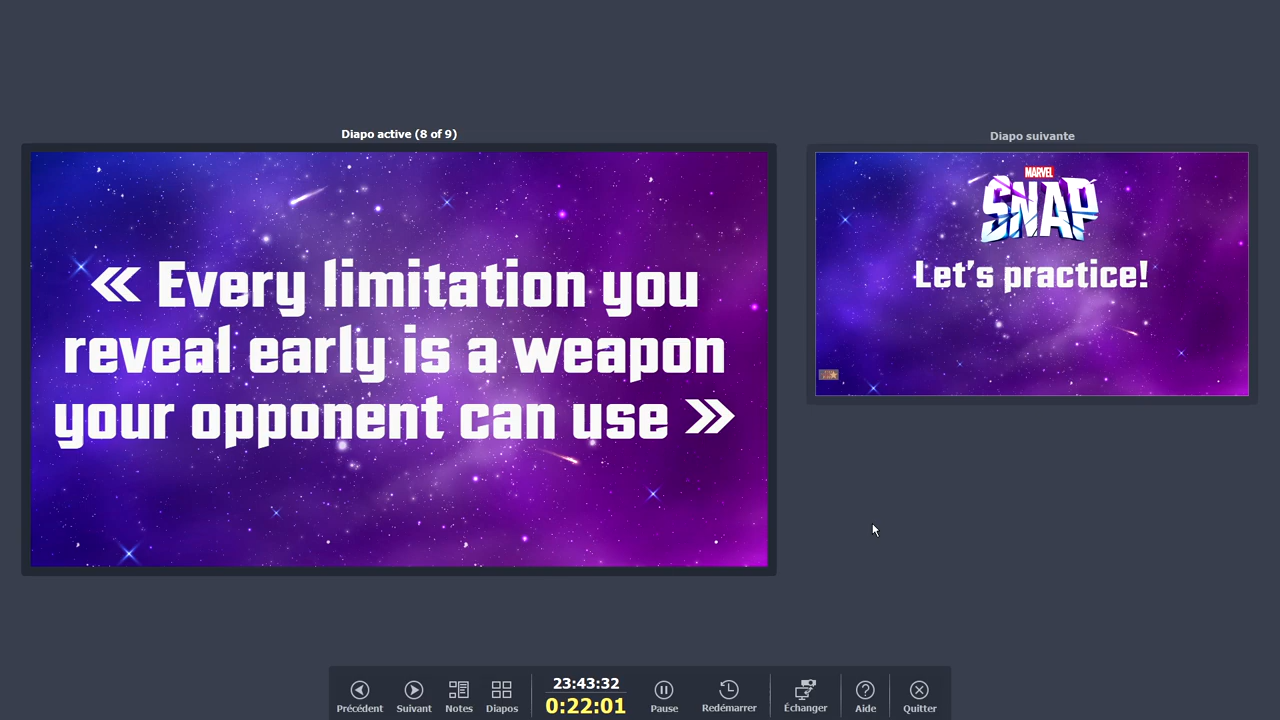 Diapo active (8 of 9)
« Every limitation you
reveal early is a weapon
your opponent can use »
Diapo suivante
MARVEL
SNAP
Let's practice!
Précédent
Suivant
Notes
Diapos
23:43:32
0:22:01
Pause
Redémarrer
Échanger
Aide
Quitter